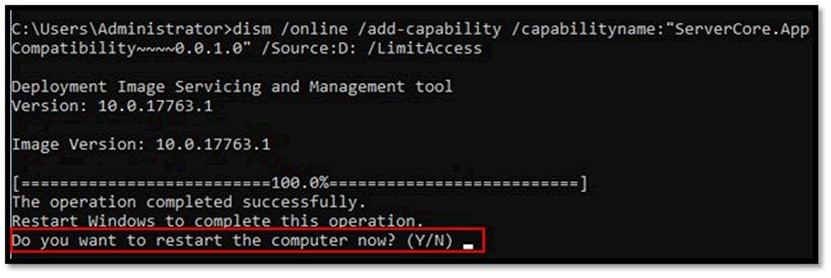 C:\Users\Administrator>dism /online /add-capability /capabilityname:"ServerCore.App
Compatibility~~~~0.0.1.0" /Source:D: /LimitAccess
Deployment Image Servicing and Management tool
Version: 10.0.17763.1
Image Version: 10.0.17763.1
[==========================100.0%==========================]
The operation completed successfully.
Restart Windows to complete this operation.
Do you want to restart the computer now? (Y/N) _